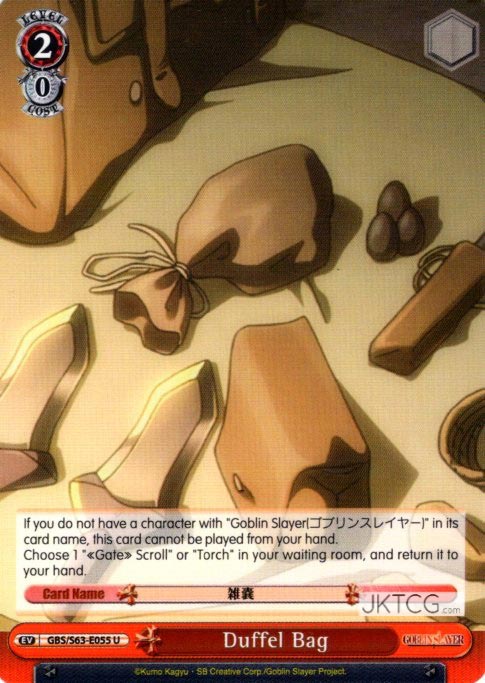 LEVEL
2
0
COST
If you do not have a character with "Goblin Slayer(ゴブリンスレイヤー)" in its
card name, this card cannot be played from your hand.
Choose 1 "≪Gate≫ Scroll" or "Torch" in your waiting room, and return it to
your hand.
Card Name 雑嚢
JKTCG.com
EV GBS/S63-E055 U Duffel Bag GOBLIN SLAYER
©Kumo Kagyu・SB Creative Corp./Goblin Slayer Project.